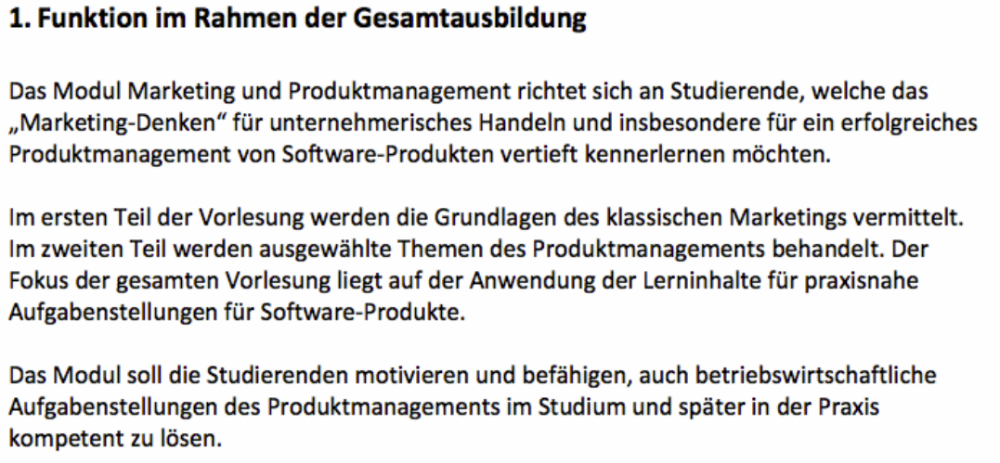 1. Funktion im Rahmen der Gesamtausbildung
Das Modul Marketing und Produktmanagement richtet sich an Studierende, welche das
„Marketing-Denken“ für unternehmerisches Handeln und insbesondere für ein erfolgreiches
Produktmanagement von Software-Produkten vertieft kennerlernen möchten.
Im ersten Teil der Vorlesung werden die Grundlagen des klassischen Marketings vermittelt.
Im zweiten Teil werden ausgewählte Themen des Produktmanagements behandelt. Der
Fokus der gesamten Vorlesung liegt auf der Anwendung der Lerninhalte für praxisnahe
Aufgabenstellungen für Software-Produkte.
Das Modul soll die Studierenden motivieren und befähigen, auch betriebswirtschaftliche
Aufgabenstellungen des Produktmanagements im Studium und später in der Praxis
kompetent zu lösen.